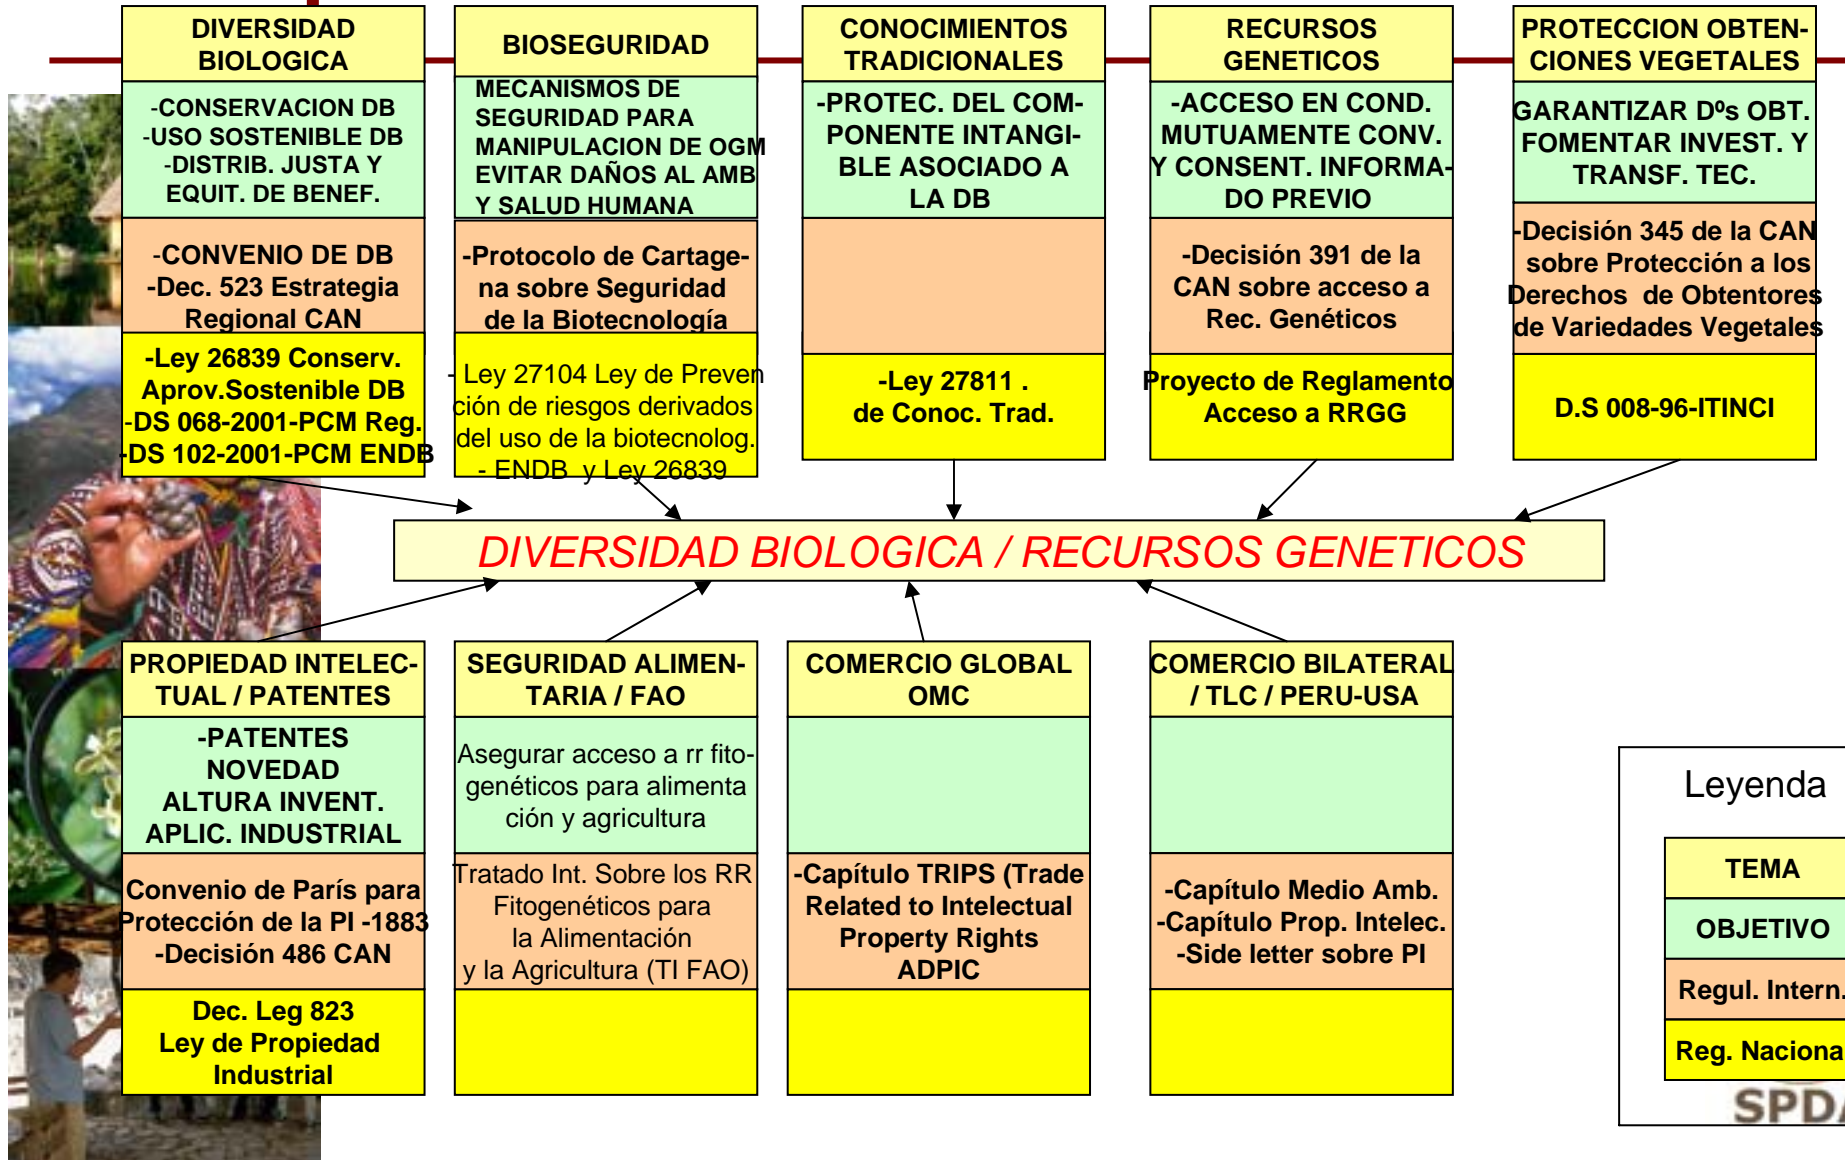 DIVERSIDAD
BIOLOGICA
-CONSERVACION DB
-USO SOSTENIBLE DB
-DISTRIB. JUSTA Y
EQUIT. DE BENEF.
-CONVENIO DE DB
-Dec. 523 Estrategia
Regional CAN
-Ley 26839 Conserv.
Aprov.Sostenible DB
-DS 068-2001-PCM Reg.
-DS 102-2001-PCM ENDB
BIOSEGURIDAD
MECANISMOS DE
SEGURIDAD PARA
MANIPULACION DE OGM
EVITAR DAÑOS AL AMB
Y SALUD HUMANA
-Protocolo de Cartage-
na sobre Seguridad
de la Biotecnología
- Ley 27104 Ley de Preven
ción de riesgos derivados
del uso de la biotecnolog.
- ENDB y Ley 26839
CONOCIMIENTOS
TRADICIONALES
-PROTEC. DEL COM-
PONENTE INTANGI-
BLE ASOCIADO A
LA DB
-Ley 27811 .
de Conoc. Trad.
RECURSOS
GENETICOS
-ACCESO EN COND.
MUTUAMENTE CONV.
Y CONSENT. INFORMA-
DO PREVIO
-Decisión 391 de la
CAN sobre acceso a
Rec. Genéticos
Proyecto de Reglamento
Acceso a RRGG
PROTECCION OBTEN-
CIONES VEGETALES
GARANTIZAR Dºs OBT.
FOMENTAR INVEST. Y
TRANSF. TEC.
-Decisión 345 de la CAN
sobre Protección a los
Derechos de Obtentores
de Variedades Vegetales
D.S 008-96-ITINCI
DIVERSIDAD BIOLOGICA / RECURSOS GENETICOS
PROPIEDAD INTELEC-
TUAL / PATENTES
-PATENTES
NOVEDAD
ALTURA INVENT.
APLIC. INDUSTRIAL
Convenio de París para
Protección de la PI -1883
-Decisión 486 CAN
Dec. Leg 823
Ley de Propiedad
Industrial
SEGURIDAD ALIMEN-
TARIA / FAO
Asegurar acceso a rr fito-
genéticos para alimenta
ción y agricultura
Tratado Int. Sobre los RR
Fitogenéticos para
la Alimentación
y la Agricultura (TI FAO)
COMERCIO GLOBAL
OMC
-Capítulo TRIPS (Trade
Related to Intelectual
Property Rights
ADPIC
COMERCIO BILATERAL
/ TLC / PERU-USA
-Capítulo Medio Amb.
-Capítulo Prop. Intelec.
-Side letter sobre PI
Leyenda
TEMA
OBJETIVO
Regul. Intern.
Reg. Naciona
SPDA